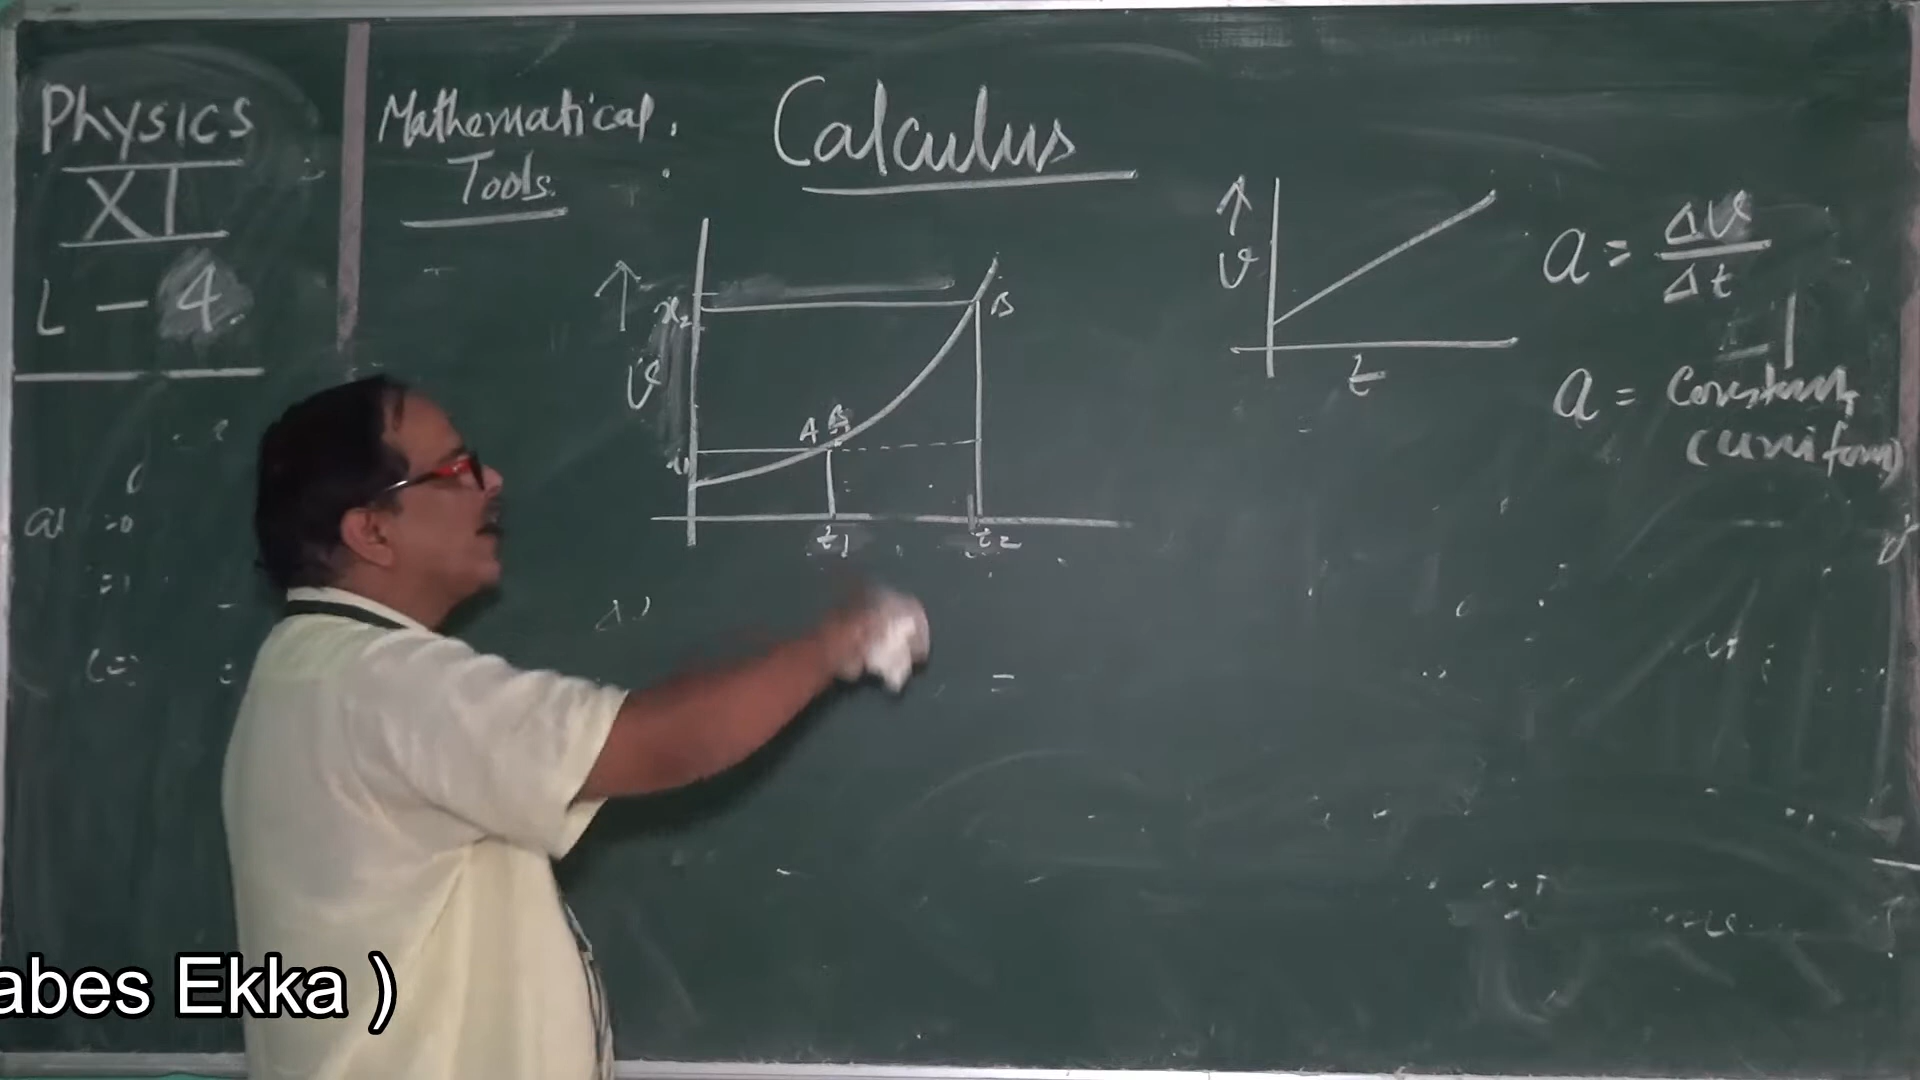 Physics
XI
L - 4
Mathematical
Tools.
Calculus
↑
x₂
v
A
B
t₁
t₂
↑
v
t
a = Δv/Δt
a = Constant,
(uniform)
abes Ekka )